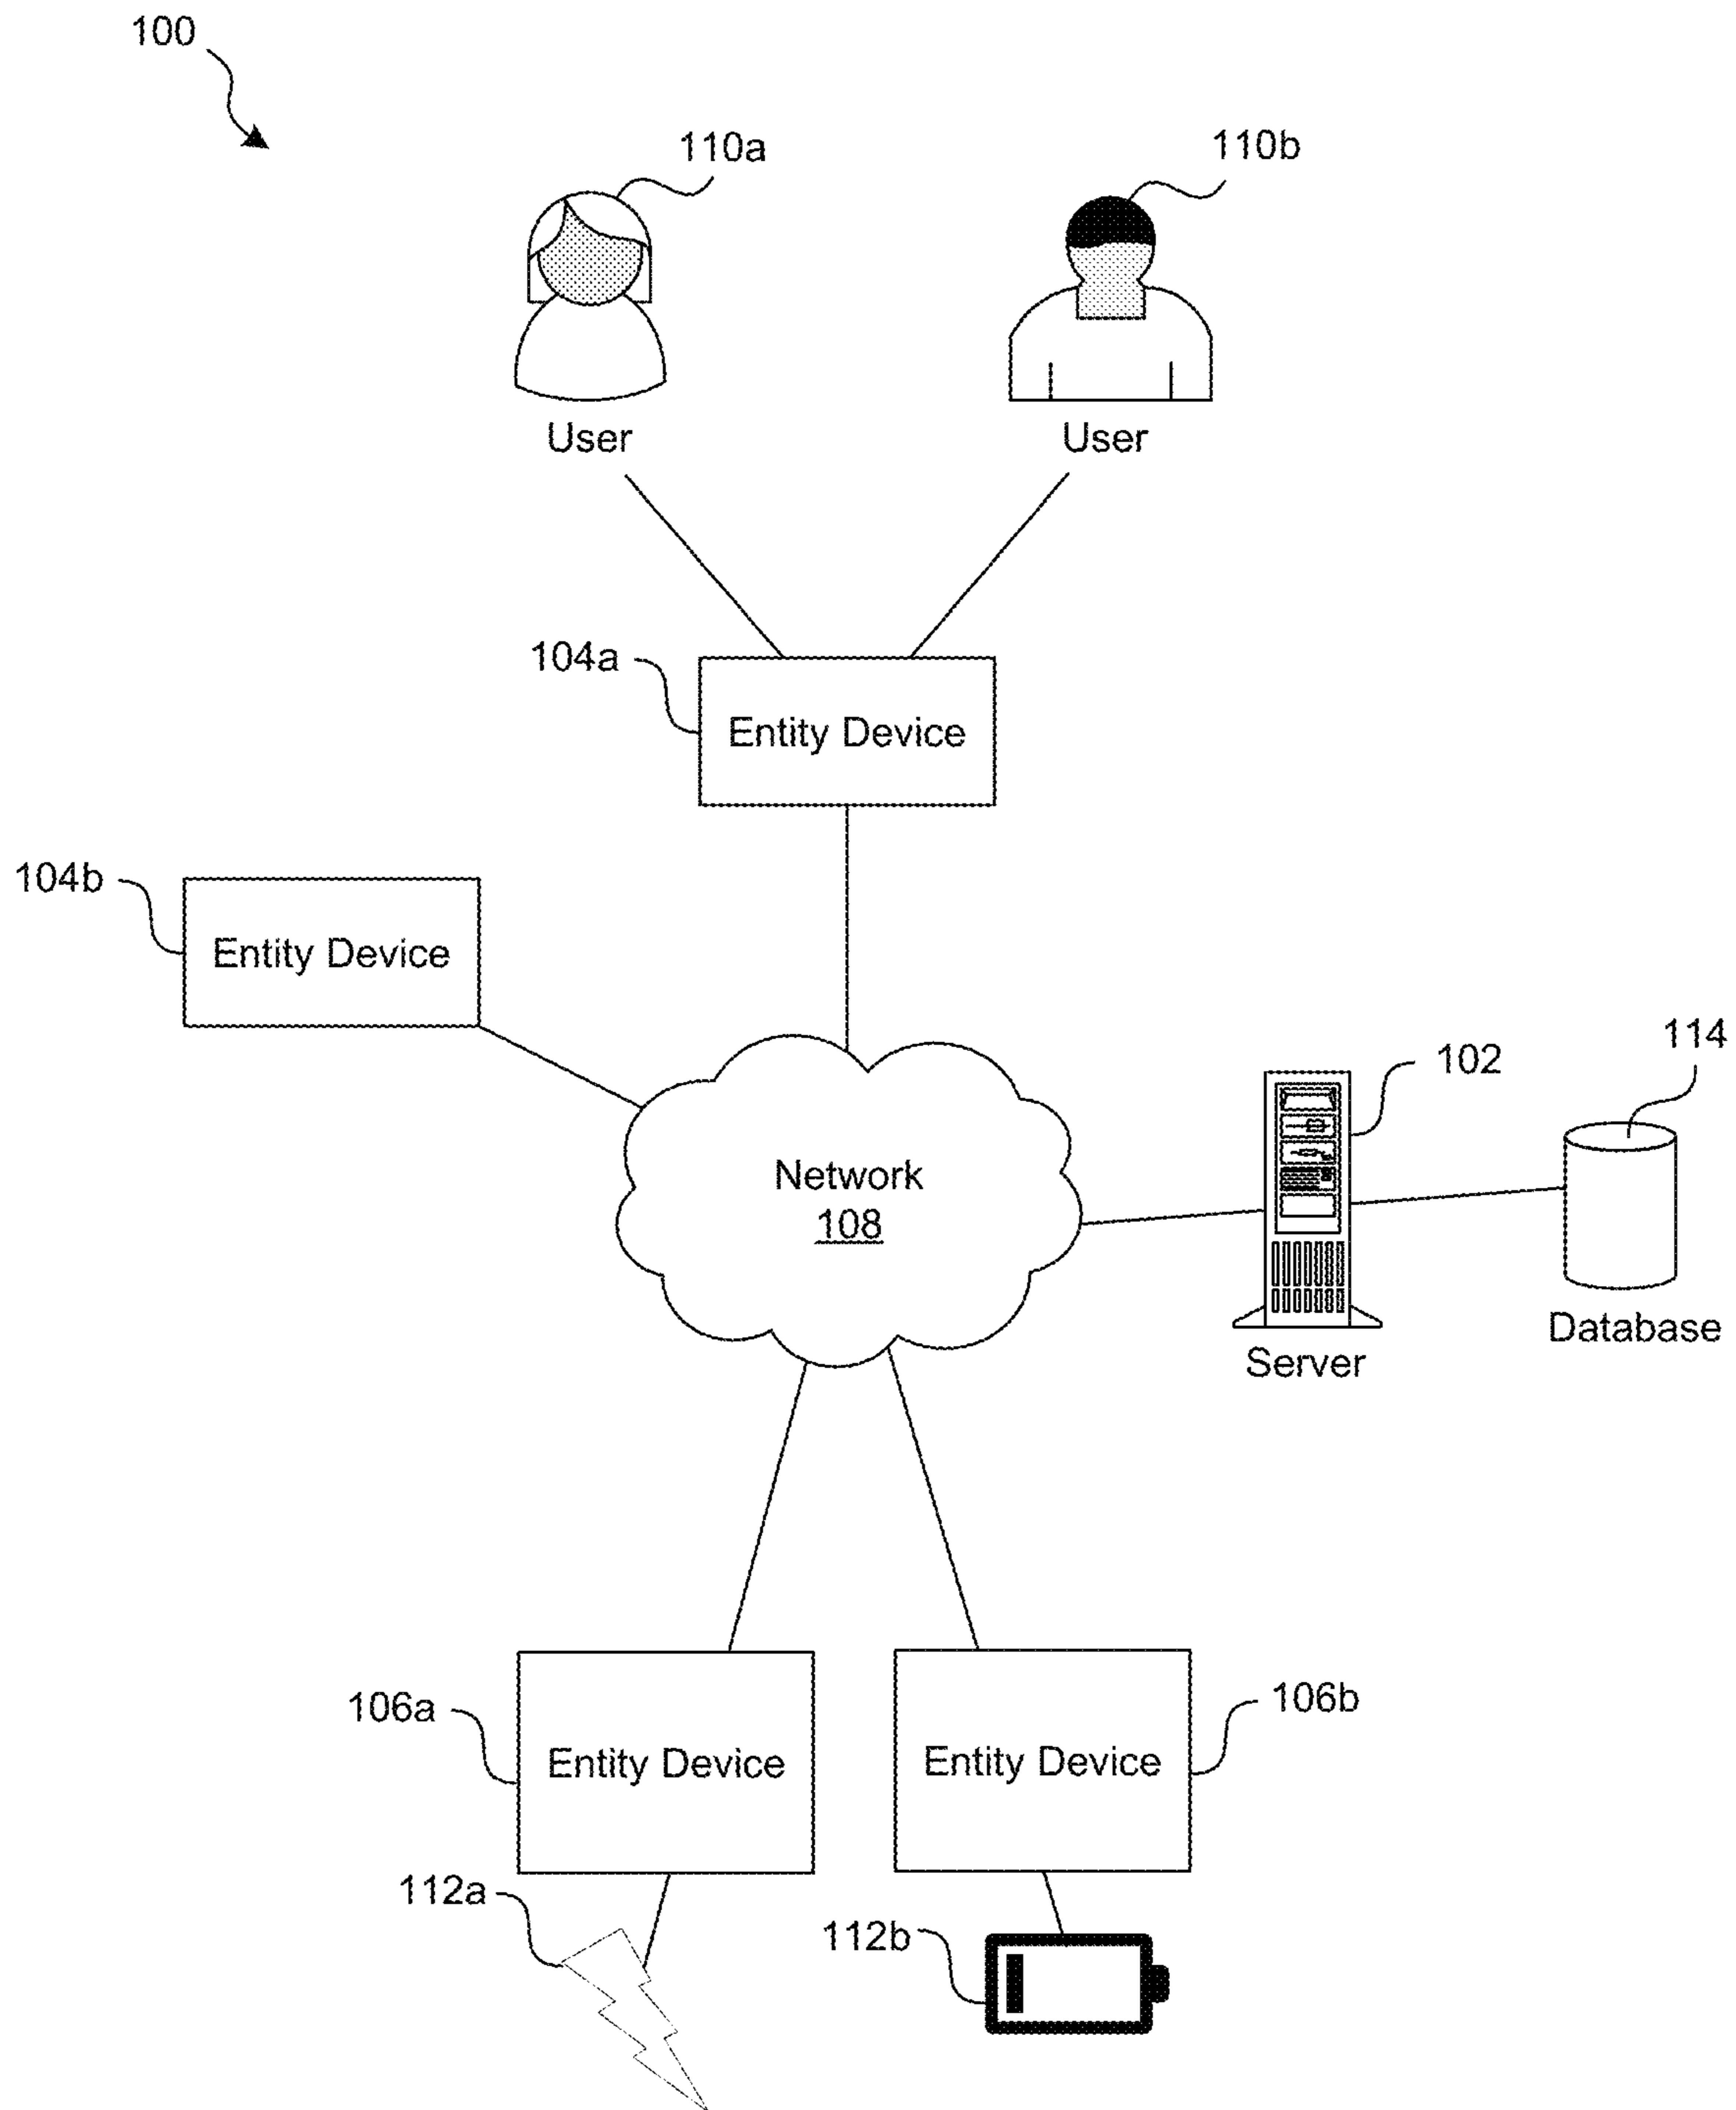 100
110a
110b
User
User
104a
Entity Device
104b
Entity Device
114
102
Network
108
Database
Server
106b
106a
Entity Device
Entity Device
112a
112b